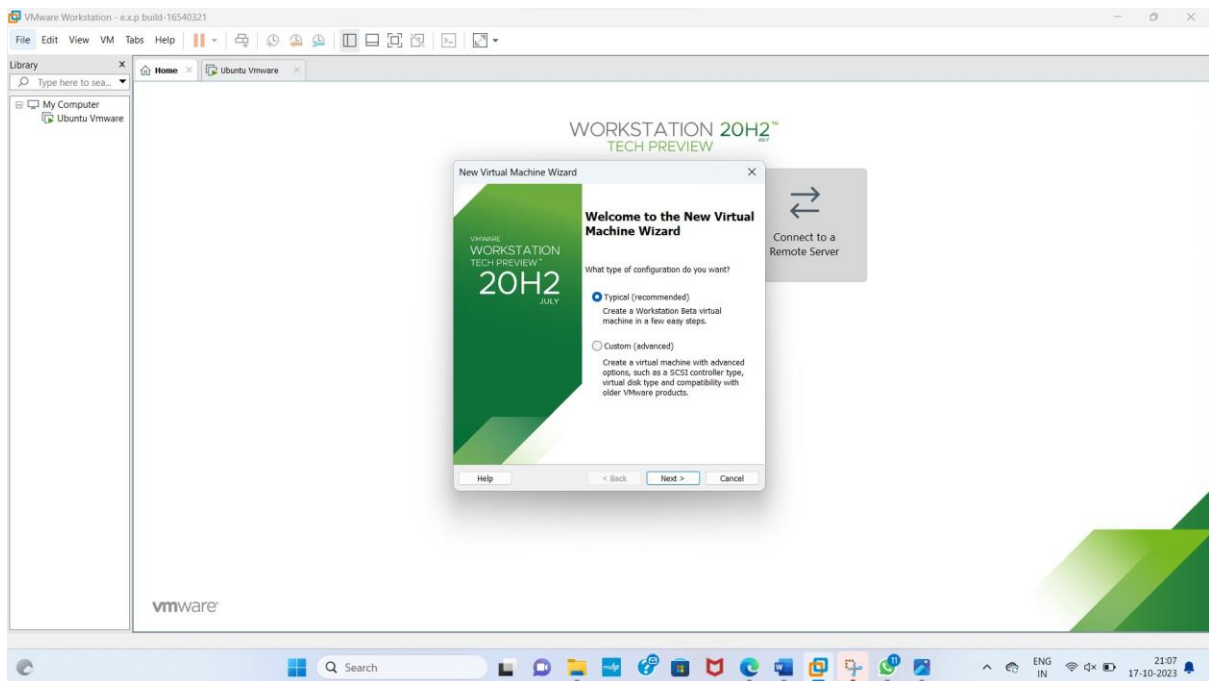 VMware Workstation - e.x.p build-16540321
File Edit View VM Tabs Help
Library X
Type here to sea...
Home
Ubuntu Vmware
My Computer
Ubuntu Vmware
WORKSTATION 20H2™
TECH PREVIEW JULY
New Virtual Machine Wizard
VMWARE
WORKSTATION
TECH PREVIEW™
20H2
JULY
Welcome to the New Virtual
Machine Wizard
What type of configuration do you want?
Typical (recommended)
Create a Workstation Beta virtual
machine in a few easy steps.
Custom (advanced)
Create a virtual machine with advanced
options, such as a SCSI controller type,
virtual disk type and compatibility with
older VMware products.
Help < Back Next > Cancel
Connect to a
Remote Server
vmware
Search
11
ENG
IN
21:07
17-10-2023